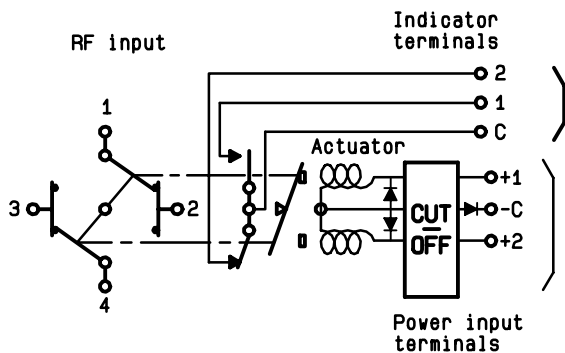 Indicator
terminals
RF input
2
1
1
C
Actuator
+1
3
2
CUT
-C
OFF
+2
4
Power input
terminals